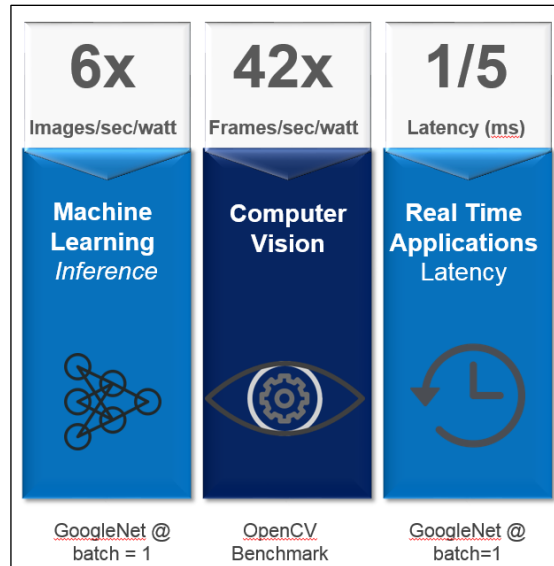 6x
Images/sec/watt
Machine
Learning
Inference
GoogleNet @
batch = 1
42x
Frames/sec/watt
Computer
Vision
OpenCV
Benchmark
1/5
Latency (ms)
Real Time
Applications
Latency
GoogleNet @
batch=1